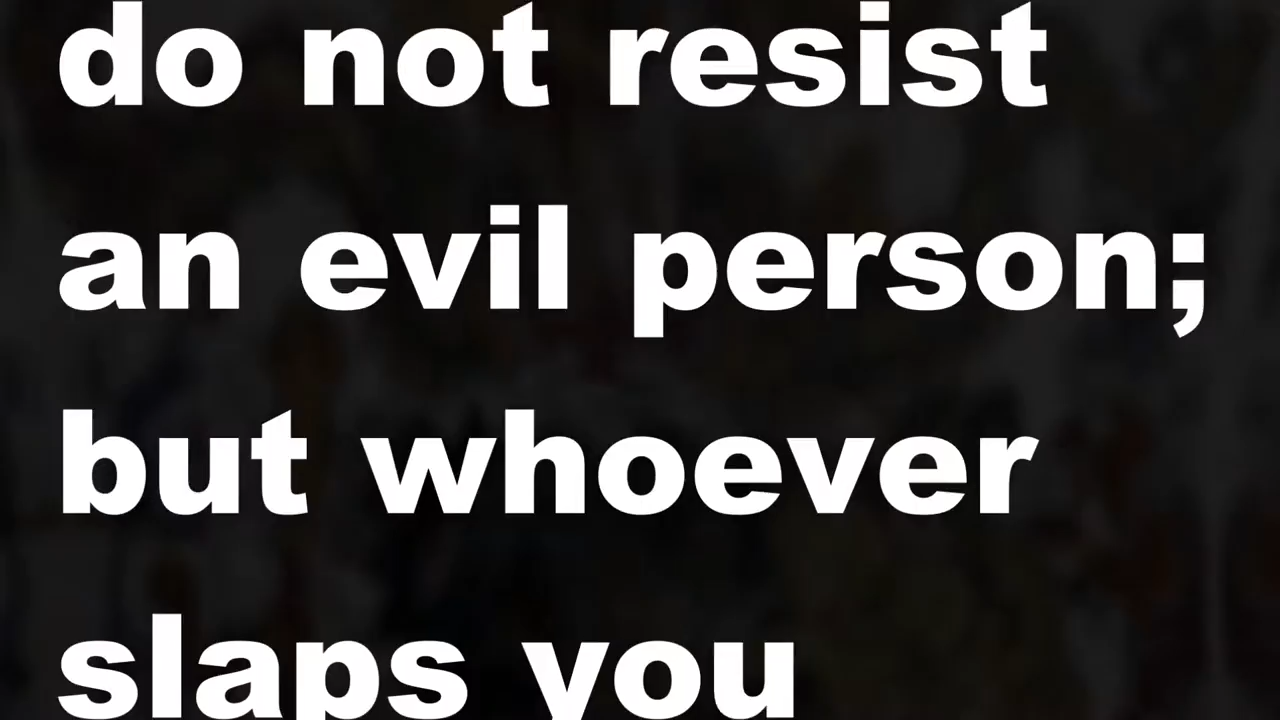 do not resist
an evil person;
but whoever
slaps you